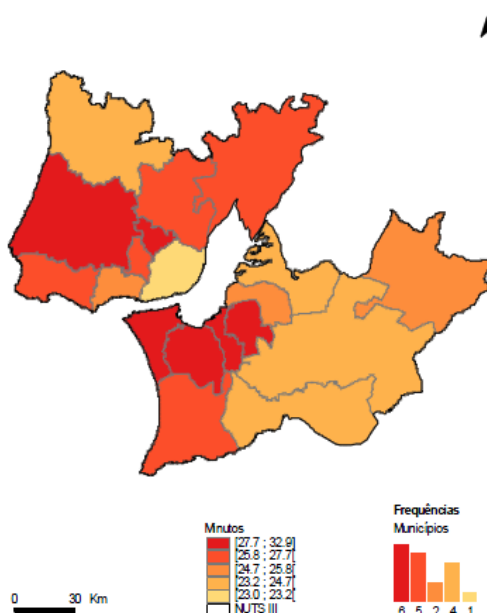 Minutos
[27.7 ; 32.9]
[25.8 ; 27.7[
[24.7 ; 25.8[
[23.2 ; 24.7[
[23.0 ; 23.2[
NUTS III
Frequências
Municípios
6 5 2 4 1
0 30 Km